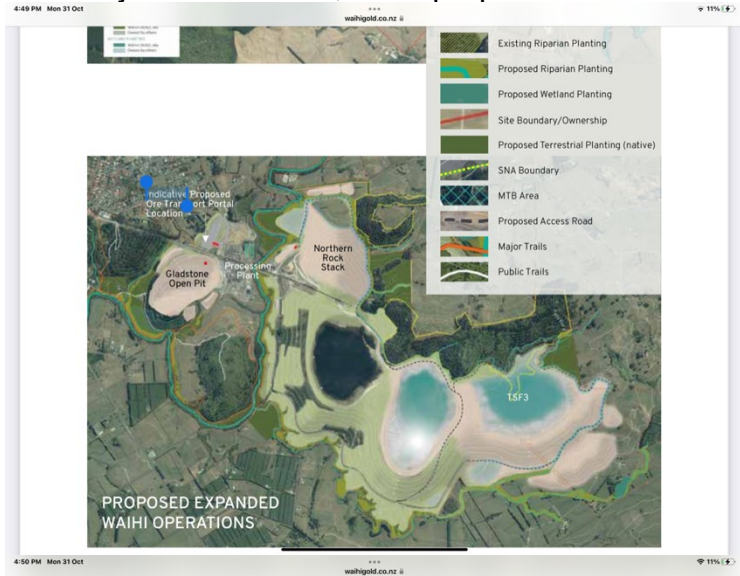 4:49 PM Mon 31 Oct
11%
waihigold.co.nz
Existing Riparian Planting
Proposed Riparian Planting
Proposed Wetland Planting
Site Boundary/Ownership
Proposed Terrestrial Planting (native)
SNA Boundary
MTB Area
Proposed Access Road
Major Trails
Public Trails
Indicative Proposed
Ore Transport Portal
Location
Gladstone
Open Pit
Processing
Plant
Northern
Rock
Stack
TSF3
PROPOSED EXPANDED
WAIHI OPERATIONS
4:50 PM Mon 31 Oct
11%
waihigold.co.nz